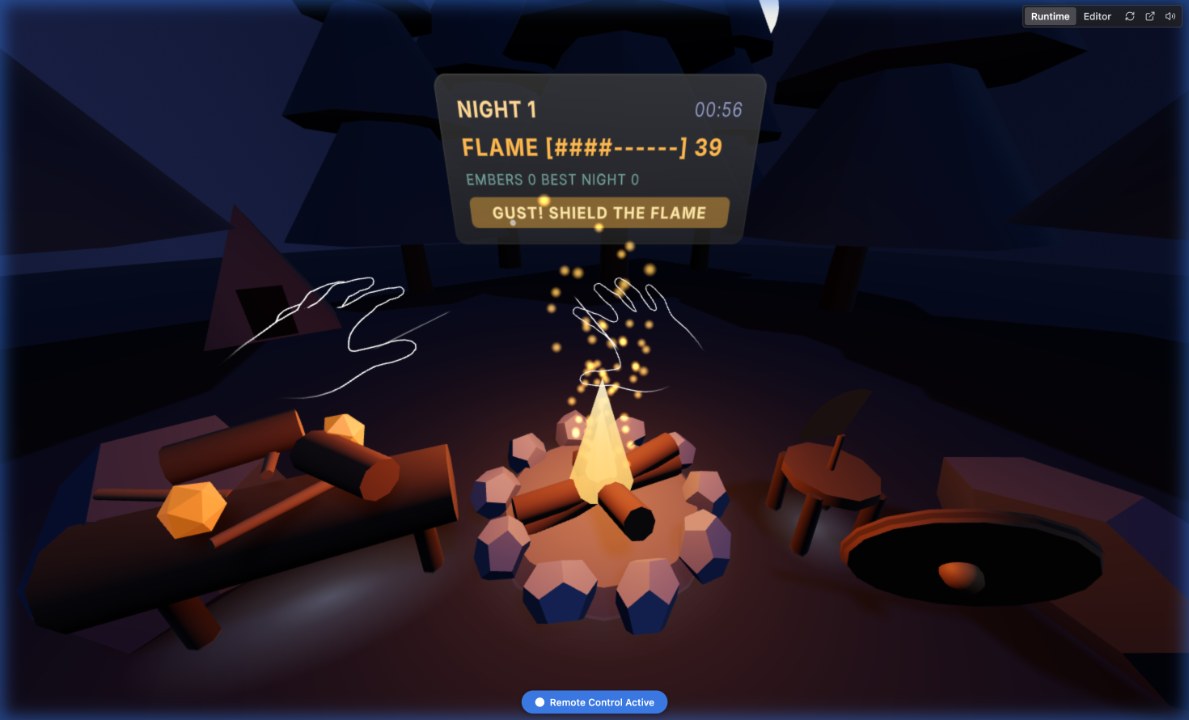 Runtime Editor
NIGHT 1 00:56
FLAME [####------] 39
EMBERS 0 BEST NIGHT 0
GUST! SHIELD THE FLAME
Remote Control Active